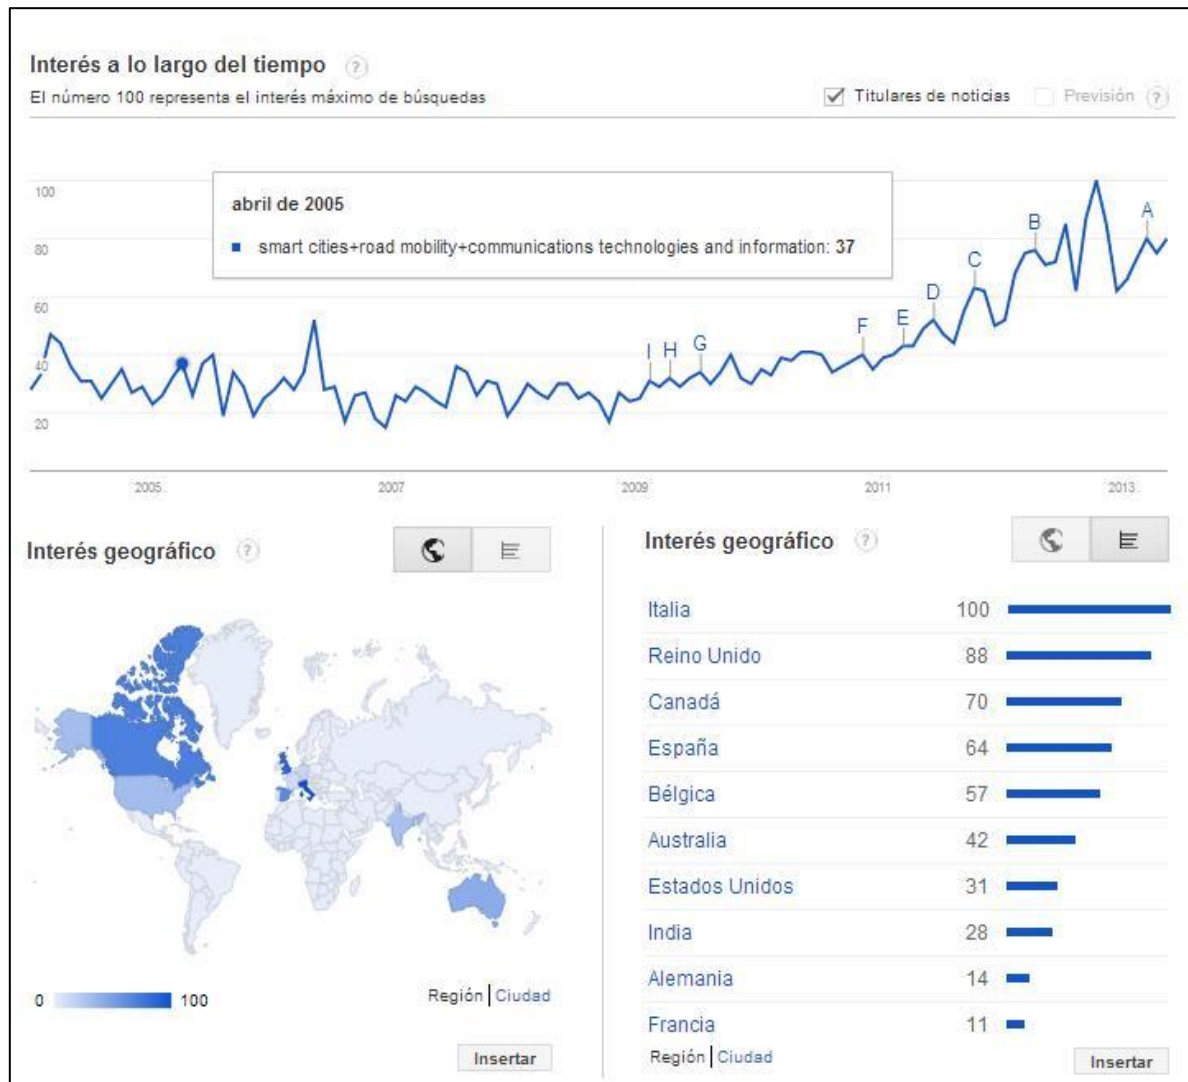 Interés a lo largo del tiempo ?
El número 100 representa el interés máximo de búsquedas
Titulares de noticias Previsión ?
100
80
60
40
20
abril de 2005
smart cities+road mobility+communications technologies and information: 37
I H G F E D C B A
2005 2007 2009 2011 2013
Interés geográfico ?
0 100
Región | Ciudad
Insertar
Interés geográfico ?
Italia 100
Reino Unido 88
Canadá 70
España 64
Bélgica 57
Australia 42
Estados Unidos 31
India 28
Alemania 14
Francia 11
Región | Ciudad
Insertar